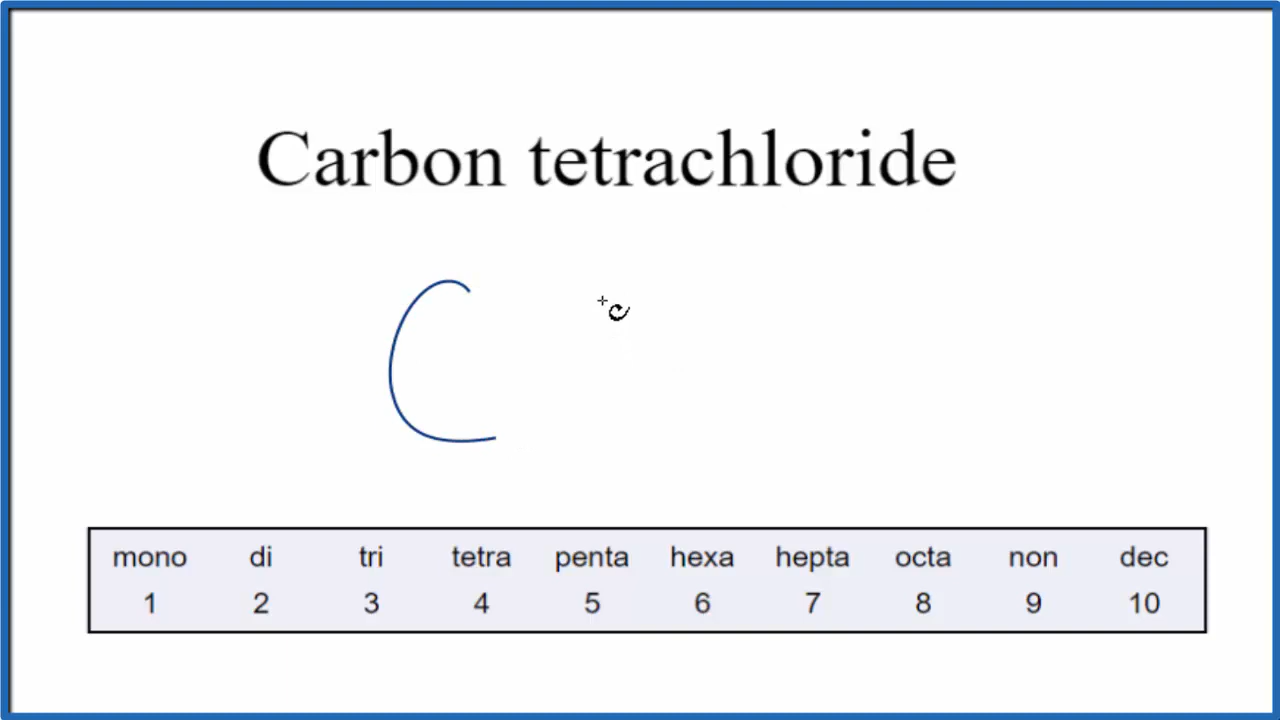 Carbon tetrachloride
C
mono di tri tetra penta hexa hepta octa non dec
1 2 3 4 5 6 7 8 9 10